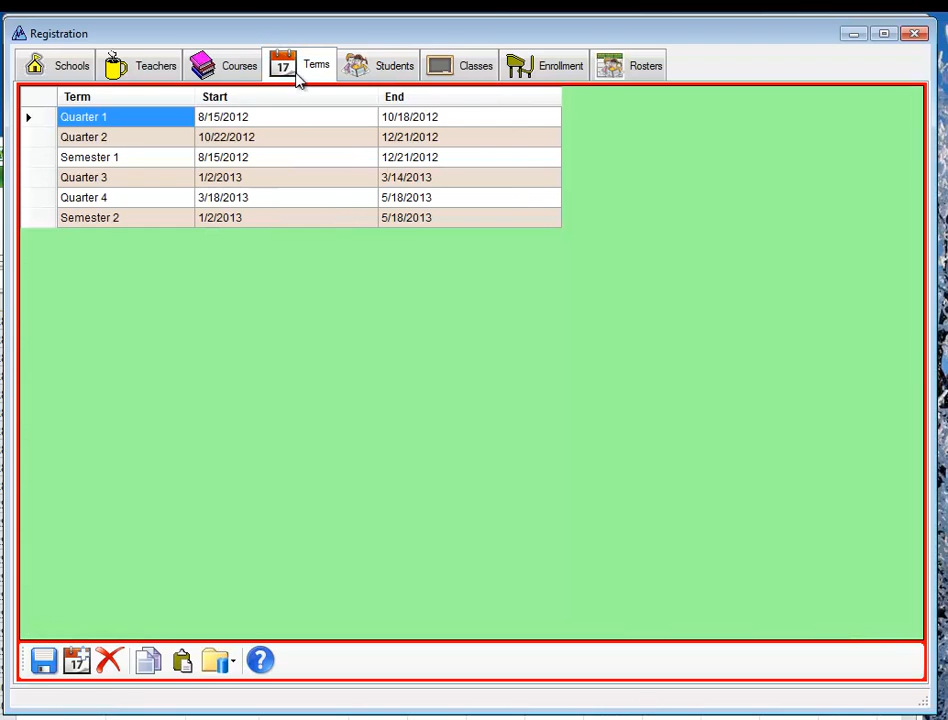 Registration
Schools Teachers Courses 17 Terms Students Classes Enrollment Rosters
Term Start End
Quarter 1 8/15/2012 10/18/2012
Quarter 2 10/22/2012 12/21/2012
Semester 1 8/15/2012 12/21/2012
Quarter 3 1/2/2013 3/14/2013
Quarter 4 3/18/2013 5/18/2013
Semester 2 1/2/2013 5/18/2013
17 ?